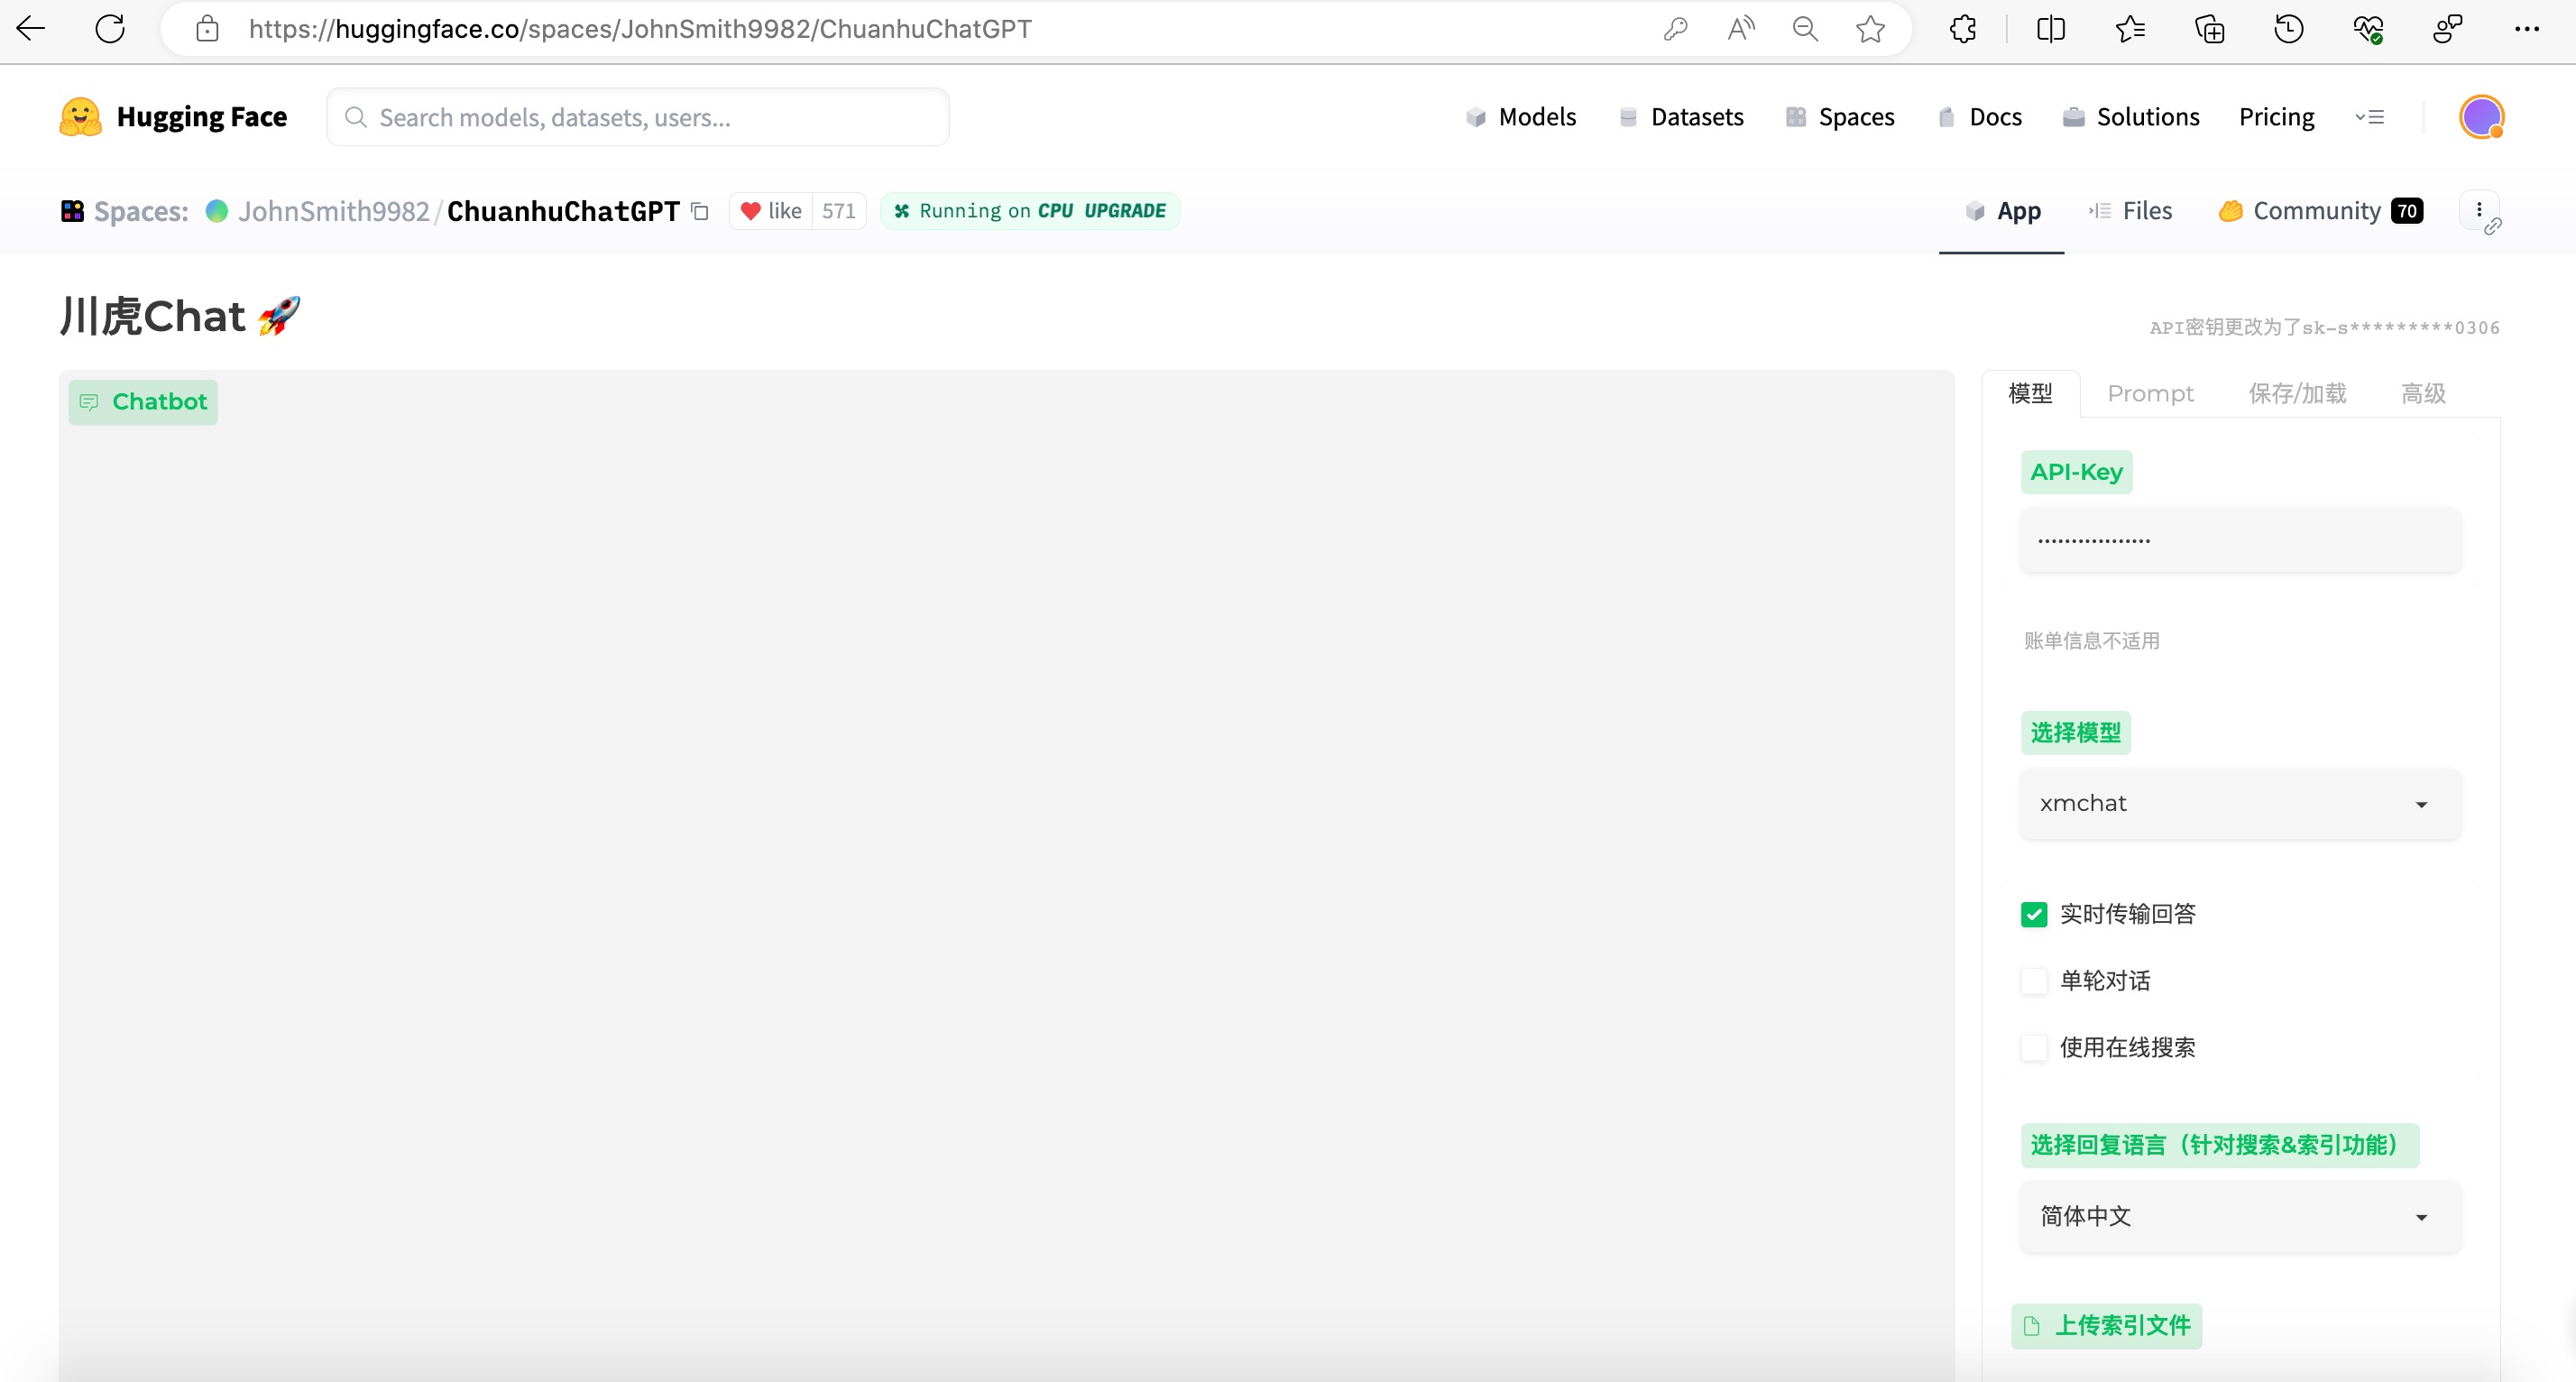 https://huggingface.co/spaces/JohnSmith9982/ChuanhuChatGPT
Hugging Face
Search models, datasets, users...
Models
Datasets
Spaces
Docs
Solutions
Pricing
Spaces: JohnSmith9982/ChuanhuChatGPT
like 571
Running on CPU UPGRADE
App
Files
Community 70
川虎Chat 🚀
API密钥更改为了sk-s*********0306
Chatbot
模型
Prompt
保存/加载
高级
API-Key
·················
账单信息不适用
选择模型
xmchat
实时传输回答
单轮对话
使用在线搜索
选择回复语言（针对搜索&索引功能）
简体中文
上传索引文件